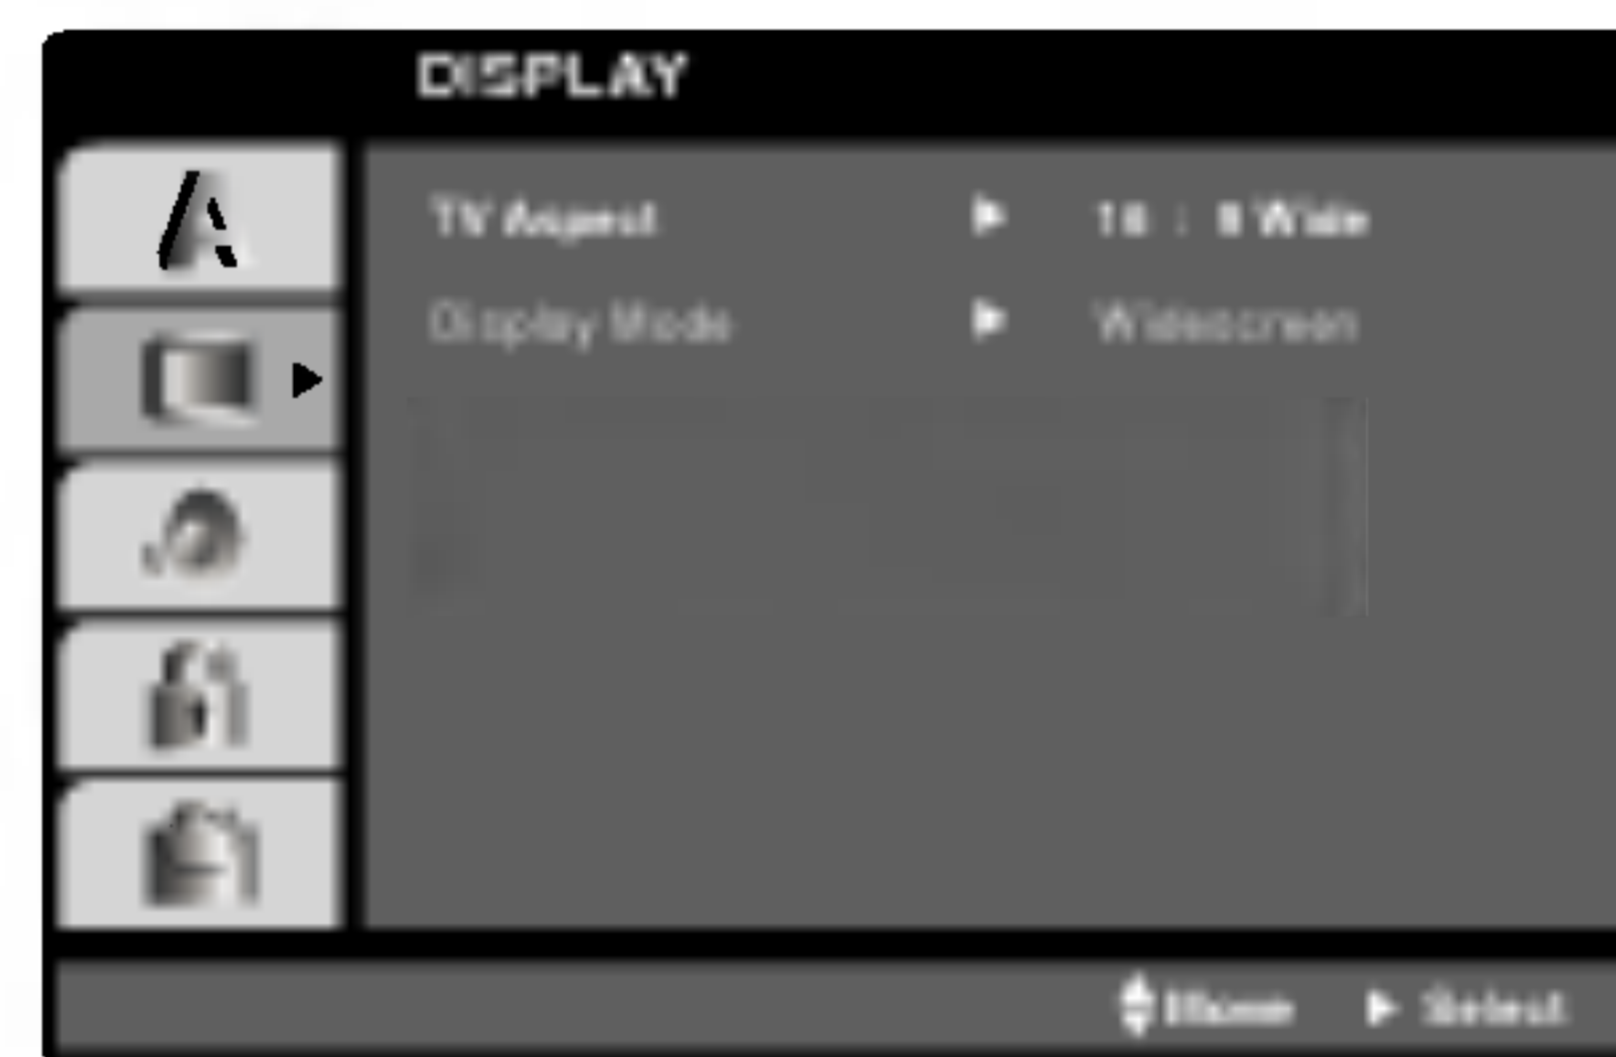 DISPLAY
TV Aspect ► 16 : 9 Wide
Display Mode ► Widescreen
Move ► Select